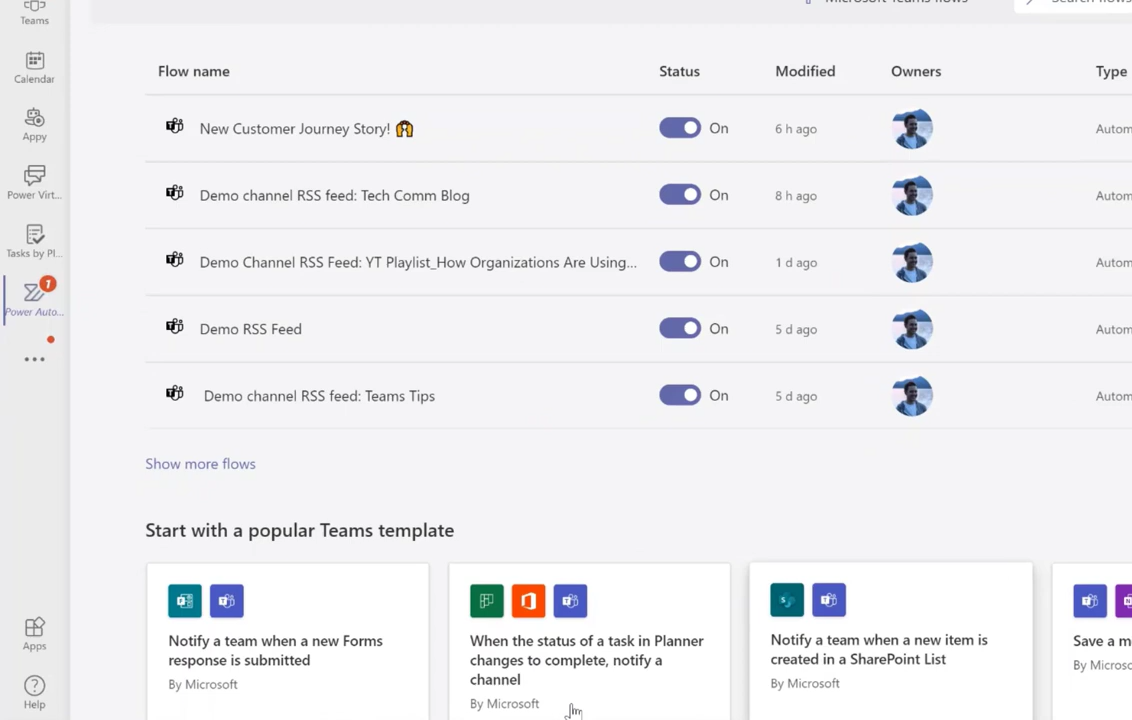 Teams
Microsoft Teams flows
Search flows
Calendar
Appy
Power Virt...
Tasks by Pl...
1
Power Auto...
Flow name Status Modified Owners Type
New Customer Journey Story! 🙌 On 6 h ago Autom
Demo channel RSS feed: Tech Comm Blog On 8 h ago Autom
Demo Channel RSS Feed: YT Playlist_How Organizations Are Using... On 1 d ago Autom
Demo RSS Feed On 5 d ago Autom
Demo channel RSS feed: Teams Tips On 5 d ago Autom
Show more flows
Start with a popular Teams template
Notify a team when a new Forms
response is submitted
By Microsoft
When the status of a task in Planner
changes to complete, notify a
channel
By Microsoft
Notify a team when a new item is
created in a SharePoint List
By Microsoft
Save a m
By Microso
Apps
Help